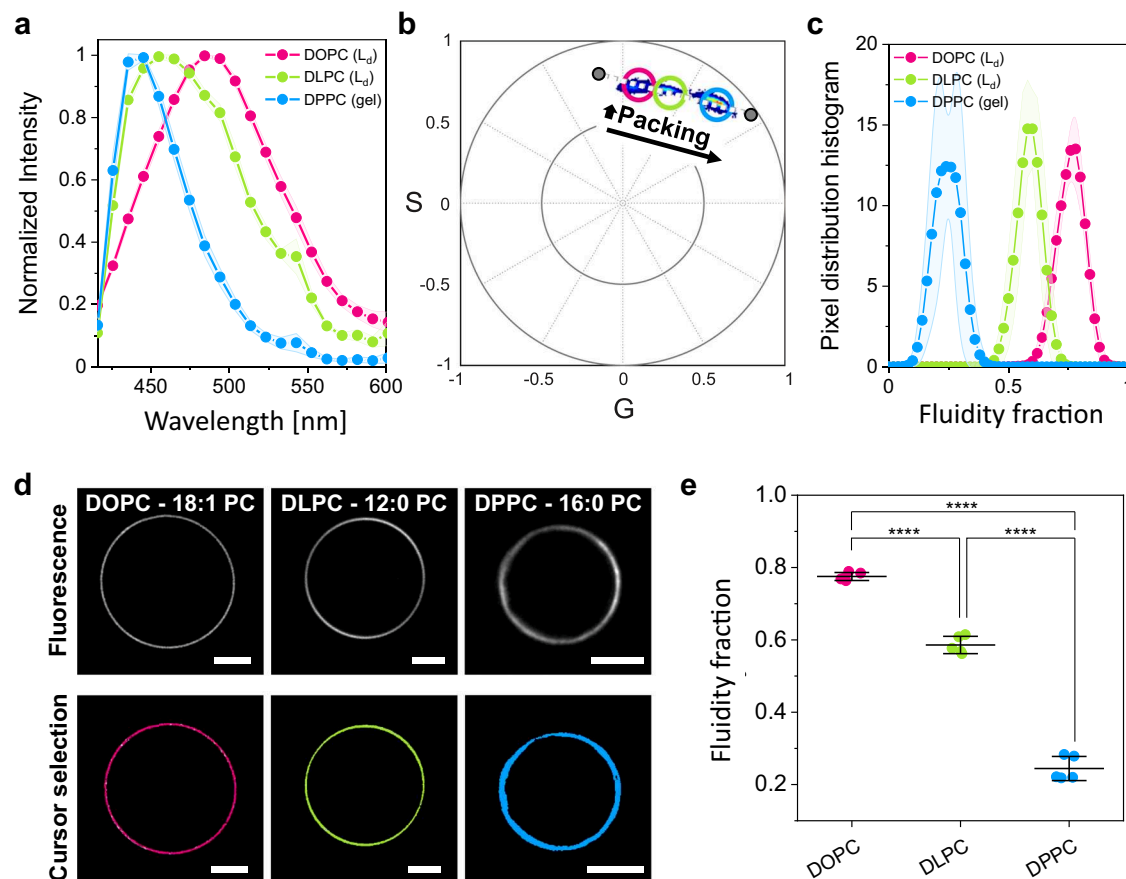 a
Normalized Intensity
1
0.8
0.6
0.4
0.2
0
450
500
550
600
Wavelength [nm]
DOPC (Ld)
DLPC (Ld)
DPPC (gel)
b
S
1
0.5
0
-0.5
1
-1
-0.5
0
0.5
1
G
Packing
c
Pixel distribution histogram
20
15
10
5
0
0
0.5
1
Fluidity fraction
DOPC (Ld)
DLPC (Ld)
DPPC (gel)
d
Fluorescence
DOPC - 18:1 PC
DLPC - 12:0 PC
DPPC - 16:0 PC
Cursor selection
e
Fluidity fraction
1.0
0.8
0.6
0.4
0.2
****
****
****
DOPC
DLPC
DPPC